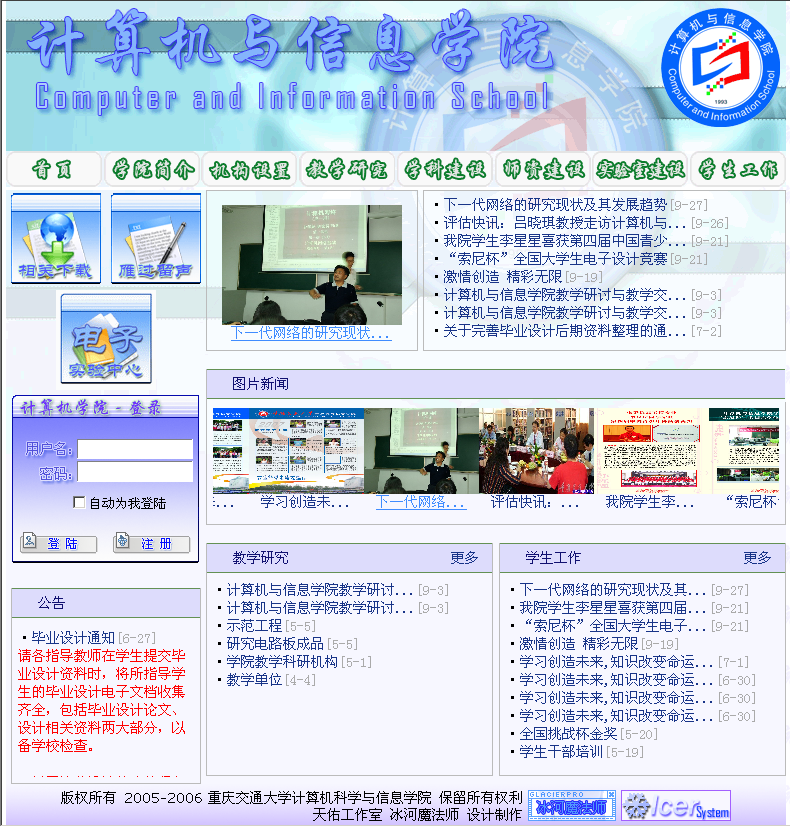 计算机与信息学院
Computer and Information School
计算机与信息学院
Computer and Information School
1993
首页 学院简介 机构设置 教学研究 学科建设 师资建设 实验室建设 学生工作
相关下载 雁过留声
电子
实验中心
下一代网络的研究现状...
下一代网络的研究现状及其发展趋势[9-27]
评估快讯：吕晓琪教授走访计算机与...[9-26]
我院学生李星星喜获第四届中国青少...[9-21]
“索尼杯”全国大学生电子设计竞赛[9-21]
激情创造 精彩无限[9-19]
计算机与信息学院教学研讨与教学交...[9-3]
计算机与信息学院教学研讨与教学交...[9-3]
关于完善毕业设计后期资料整理的通...[7-2]
图片新闻
... 学习创造未... 下一代网络... 评估快讯：... 我院学生李... “索尼杯
计算机学院 - 登录
用户名：
密码：
自动为我登陆
登 陆 注 册
公告
毕业设计通知[6-27]
请各指导教师在学生提交毕
业设计资料时，将所指导学
生的毕业设计电子文档收集
齐全，包括毕业设计论文、
设计相关资料两大部分，以
备学校检查。
教学研究 更多
计算机与信息学院教学研讨...[9-3]
计算机与信息学院教学研讨...[9-3]
示范工程[5-5]
研究电路板成品[5-5]
学院教学科研机构[5-1]
教学单位[4-4]
学生工作 更多
下一代网络的研究现状及其...[9-27]
我院学生李星星喜获第四届...[9-21]
“索尼杯”全国大学生电子...[9-21]
激情创造 精彩无限[9-19]
学习创造未来,知识改变命运...[7-1]
学习创造未来,知识改变命运...[6-30]
学习创造未来,知识改变命运...[6-30]
学习创造未来,知识改变命运...[6-30]
全国挑战杯金奖[5-20]
学生干部培训[5-19]
版权所有 2005-2006 重庆交通大学计算机科学与信息学院 保留所有权利
天佑工作室 冰河魔法师 设计制作
GLACIERPRO
冰河魔法师
Icer System